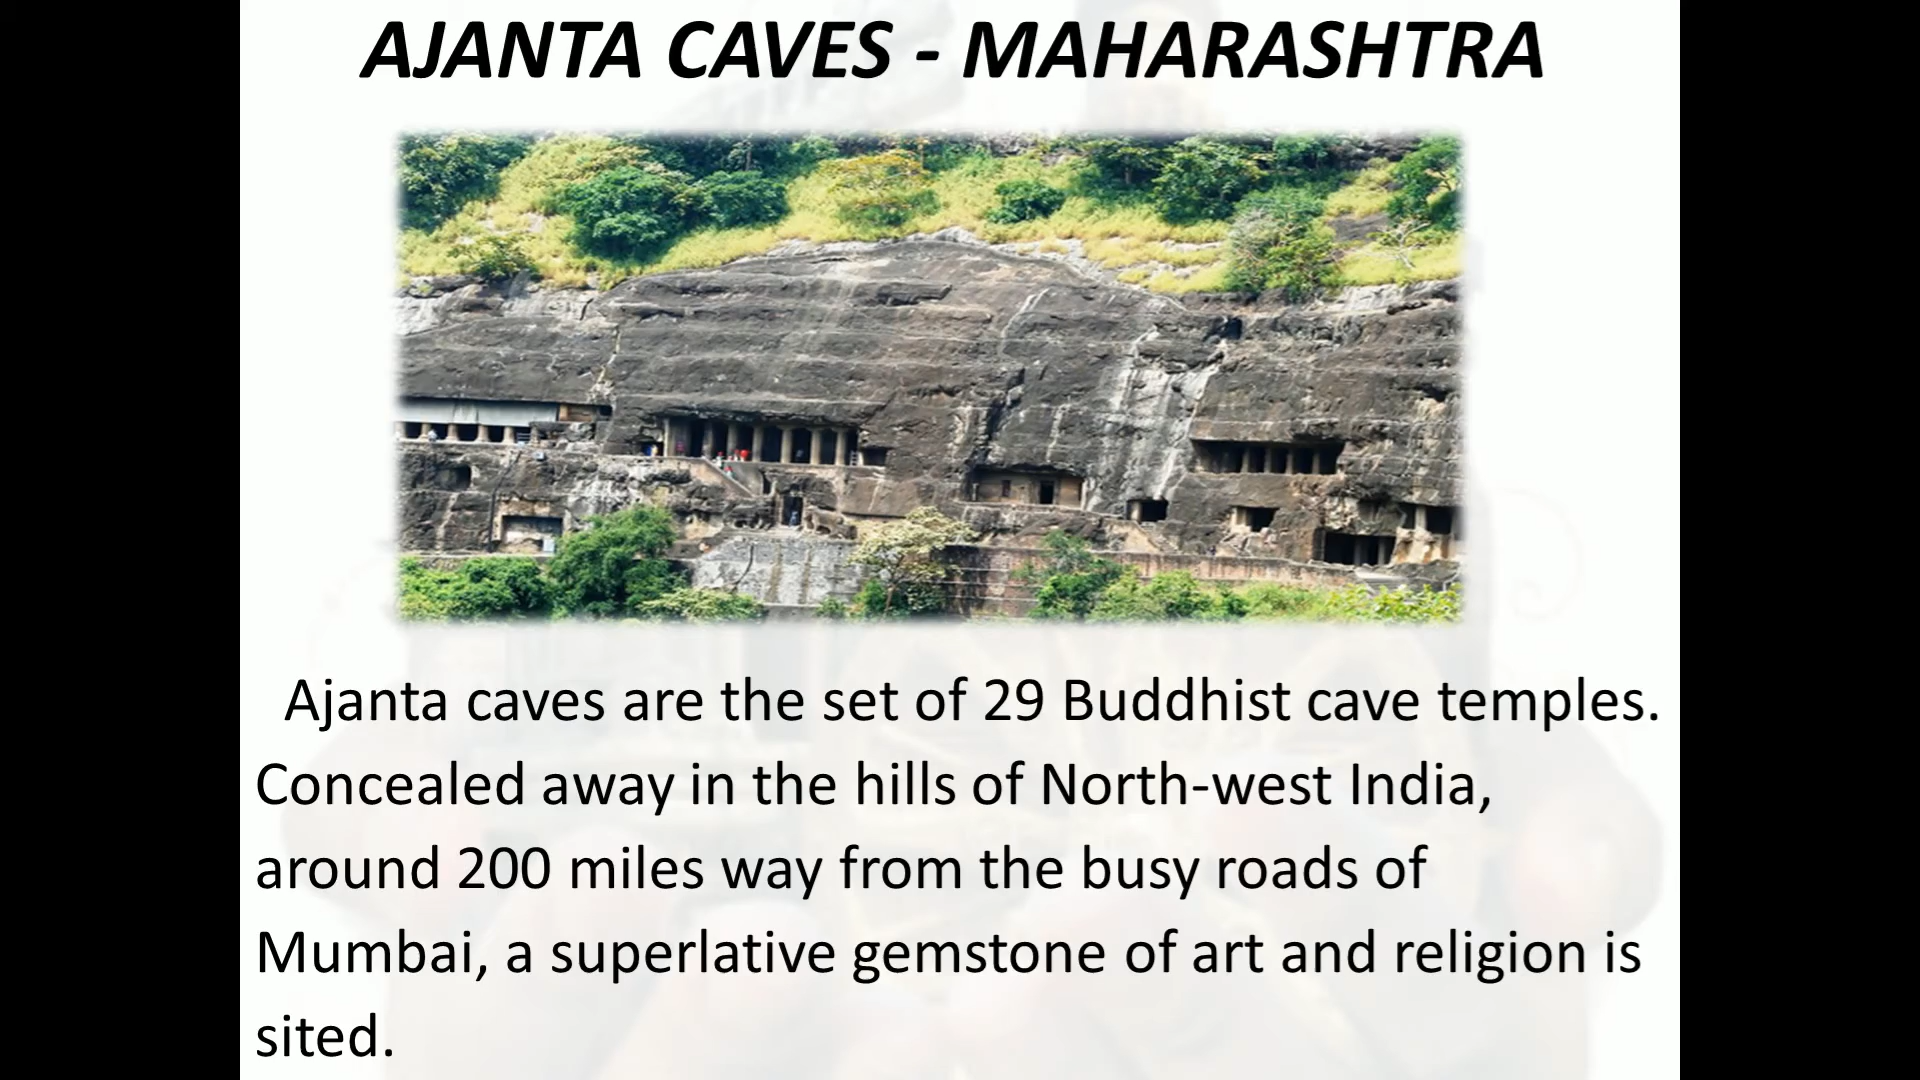 AJANTA CAVES - MAHARASHTRA
Ajanta caves are the set of 29 Buddhist cave temples.
Concealed away in the hills of North-west India,
around 200 miles way from the busy roads of
Mumbai, a superlative gemstone of art and religion is
sited.